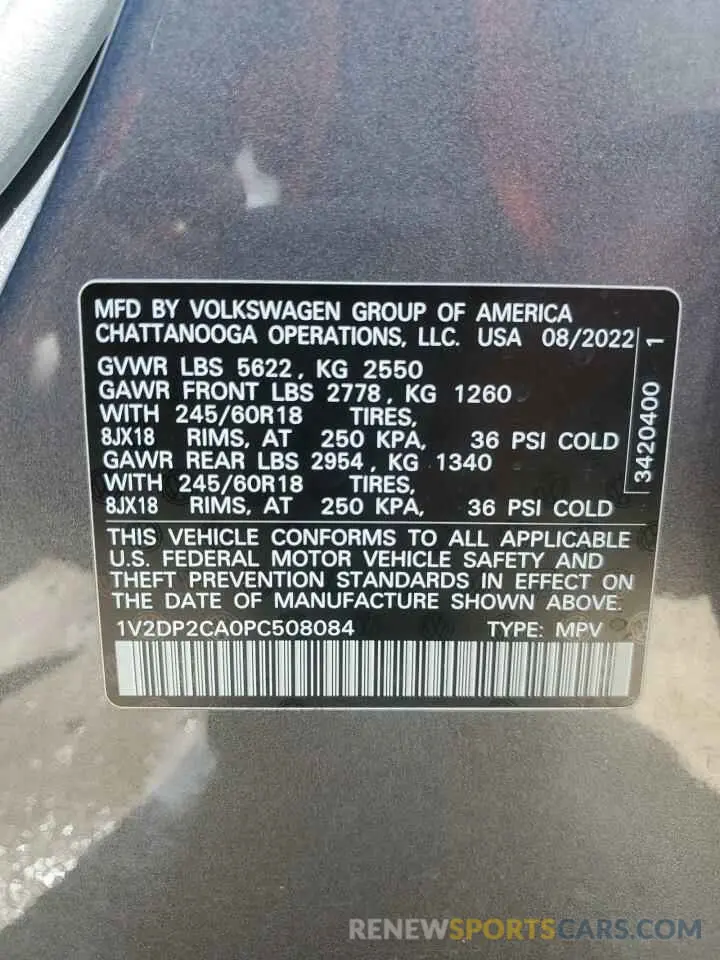 MFD BY VOLKSWAGEN GROUP OF AMERICA
CHATTANOOGA OPERATIONS, LLC. USA 08/2022
GVWR LBS 5622, KG 2550
GAWR FRONT LBS 2778, KG 1260
WITH 245/60R18 TIRES,
8JX18 RIMS, AT 250 KPA, 36 PSI COLD
GAWR REAR LBS 2954, KG 1340
WITH 245/60R18 TIRES,
8JX18 RIMS, AT 250 KPA, 36 PSI COLD
3420400 1
THIS VEHICLE CONFORMS TO ALL APPLICABLE
U.S. FEDERAL MOTOR VEHICLE SAFETY AND
THEFT PREVENTION STANDARDS IN EFFECT ON
THE DATE OF MANUFACTURE SHOWN ABOVE.
1V2DP2CA0PC508084 TYPE: MPV
RENEWSPORTSCARS.COM